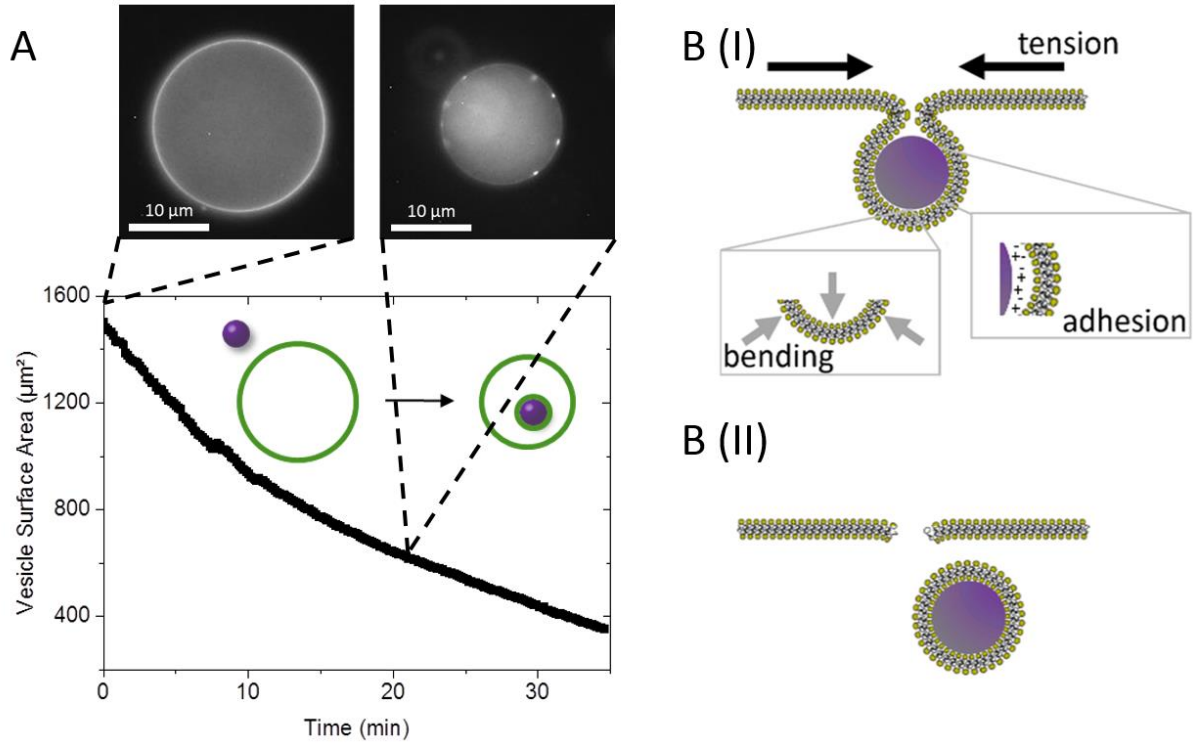 A
10 µm
10 µm
1600
1200
800
400
Vesicle Surface Area (µm²)
0
10
20
30
Time (min)
B (I)
tension
bending
- + - - + - + - + -
adhesion
B (II)